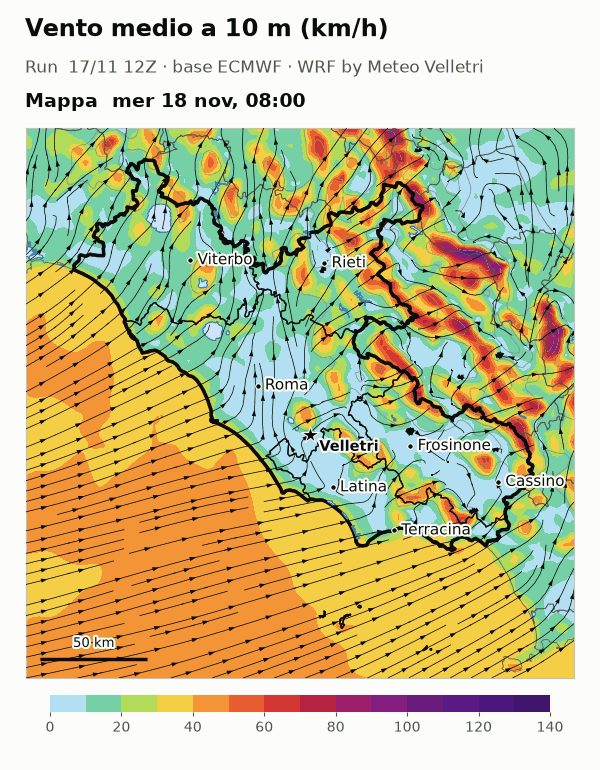 Vento medio a 10 m (km/h)
Run 17/11 12Z · base ECMWF · WRF by Meteo Velletri
Mappa mer 18 nov, 08:00
Viterbo
Rieti
Roma
Velletri
Frosinone
Latina
Cassino
Terracina
50 km
0 20 40 60 80 100 120 140